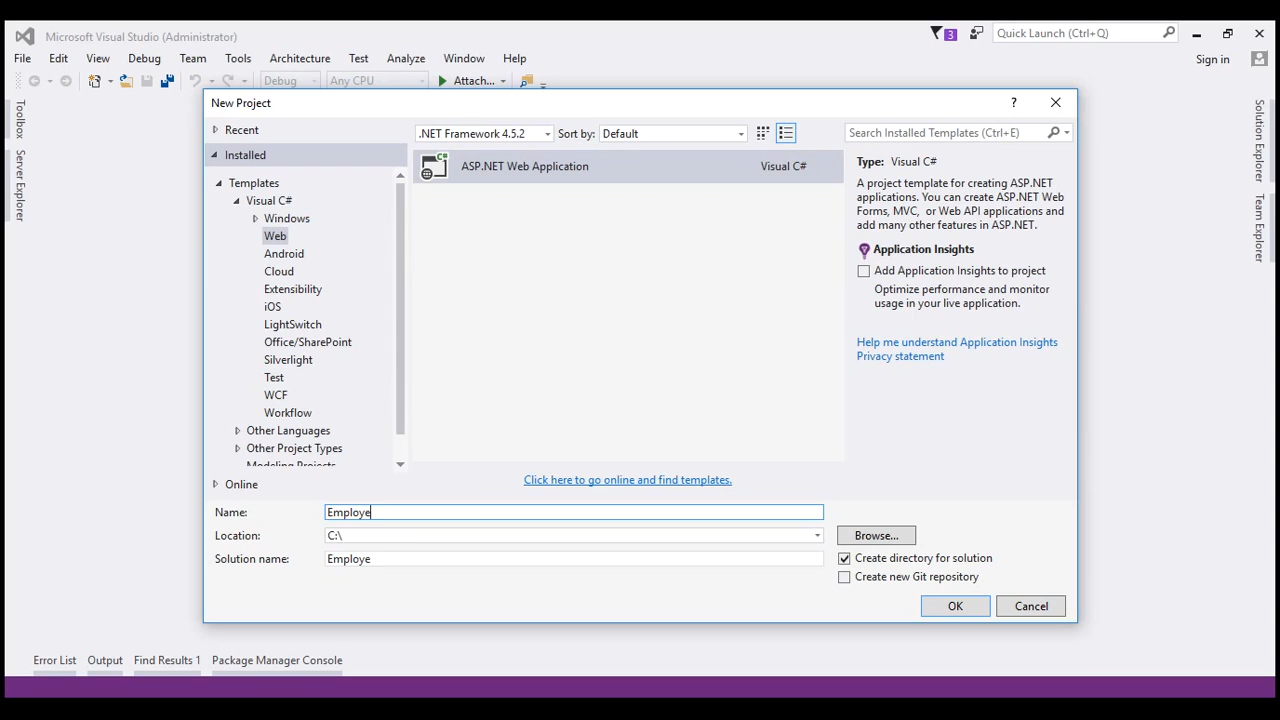 Microsoft Visual Studio (Administrator)
3
Quick Launch (Ctrl+Q)
File Edit View Debug Team Tools Architecture Test Analyze Window Help
Sign in
Debug Any CPU Attach...
Toolbox
Server Explorer
Solution Explorer
Team Explorer
New Project
?
Recent
.NET Framework 4.5.2 Sort by: Default
Search Installed Templates (Ctrl+E)
Installed
C#
ASP.NET Web Application Visual C#
Type: Visual C#
A project template for creating ASP.NET
applications. You can create ASP.NET Web
Forms, MVC, or Web API applications and
add many other features in ASP.NET.
Application Insights
Add Application Insights to project
Optimize performance and monitor
usage in your live application.
Help me understand Application Insights
Privacy statement
Templates
Visual C#
Windows
Web
Android
Cloud
Extensibility
iOS
LightSwitch
Office/SharePoint
Silverlight
Test
WCF
Workflow
Other Languages
Other Project Types
Modeling Projects
Online
Click here to go online and find templates.
Name: Employe
Location: C:\ Browse...
Solution name: Employe
Create directory for solution
Create new Git repository
OK Cancel
Error List Output Find Results 1 Package Manager Console